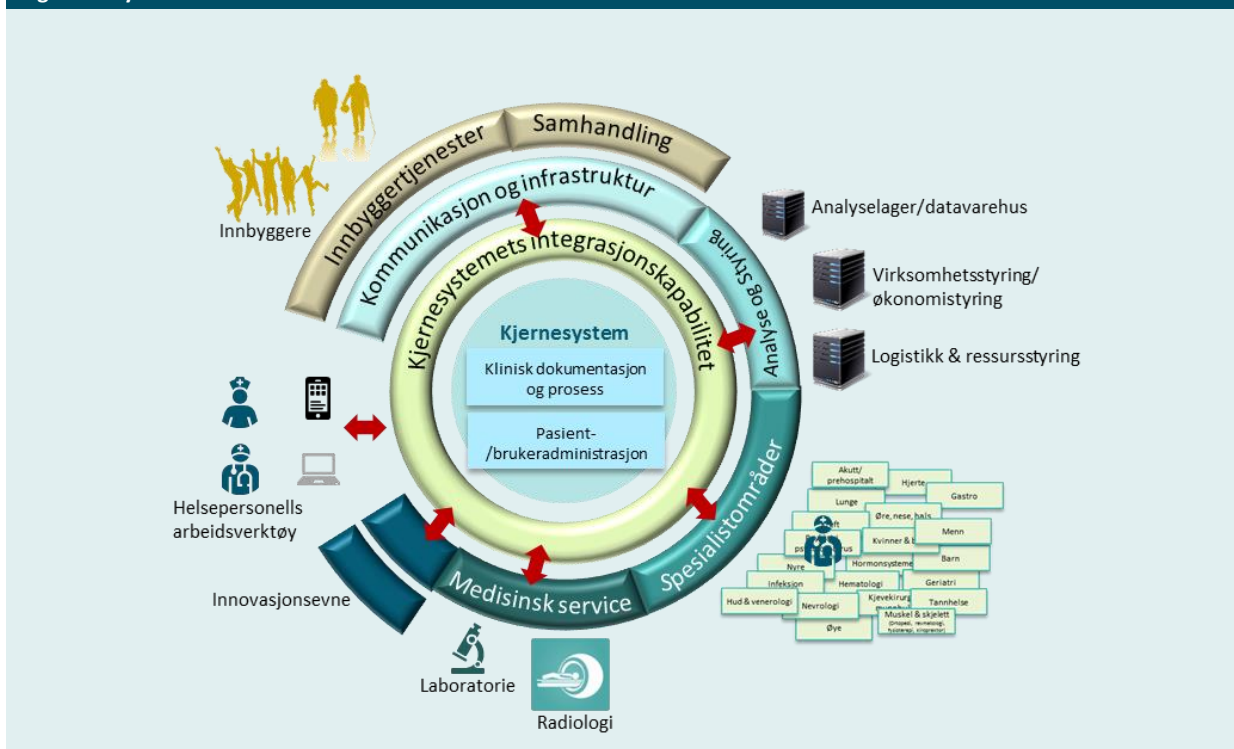 Samhandling
Innbyggertjenester
Kommunikasjon og infrastruktur
Innbyggere
Analyselager/datavarehus
Analyse og Styring
Kjernesystemets integrasjonskapabilitet
Virksomhetsstyring/
økonomistyring
Kjernesystem
Logistikk & ressursstyring
Klinisk dokumentasjon
og prosess
Pasient-
/brukeradministrasjon
Helsepersonells
arbeidsverktøy
Spesialistområder
Akutt/
prehospitalt
Hjerte
Gastro
Lunge
Øre, nese, hals
Menn
Kvinner &
Barn
Nyre
Infeksjon
Hematologi
Geriatri
Hud & venerologi
Nevrologi
Tannhelse
Muskel & skjelett
Øye
Innovasjonsevne
Medisinsk service
Laboratorie
Radiologi